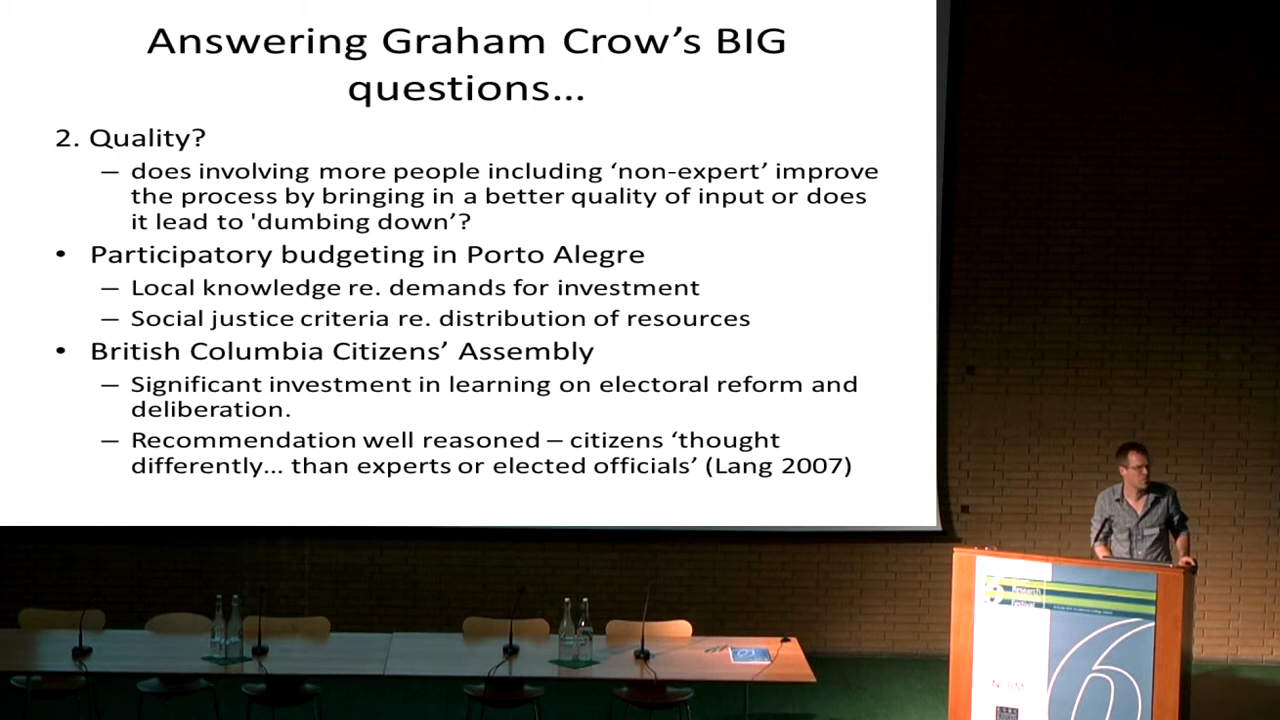 Answering Graham Crow’s BIG
questions...
2. Quality?
– does involving more people including ‘non-expert’ improve
the process by bringing in a better quality of input or does
it lead to 'dumbing down’?
• Participatory budgeting in Porto Alegre
– Local knowledge re. demands for investment
– Social justice criteria re. distribution of resources
• British Columbia Citizens’ Assembly
– Significant investment in learning on electoral reform and
deliberation.
– Recommendation well reasoned – citizens ‘thought
differently... than experts or elected officials’ (Lang 2007)
Research
Festival
6